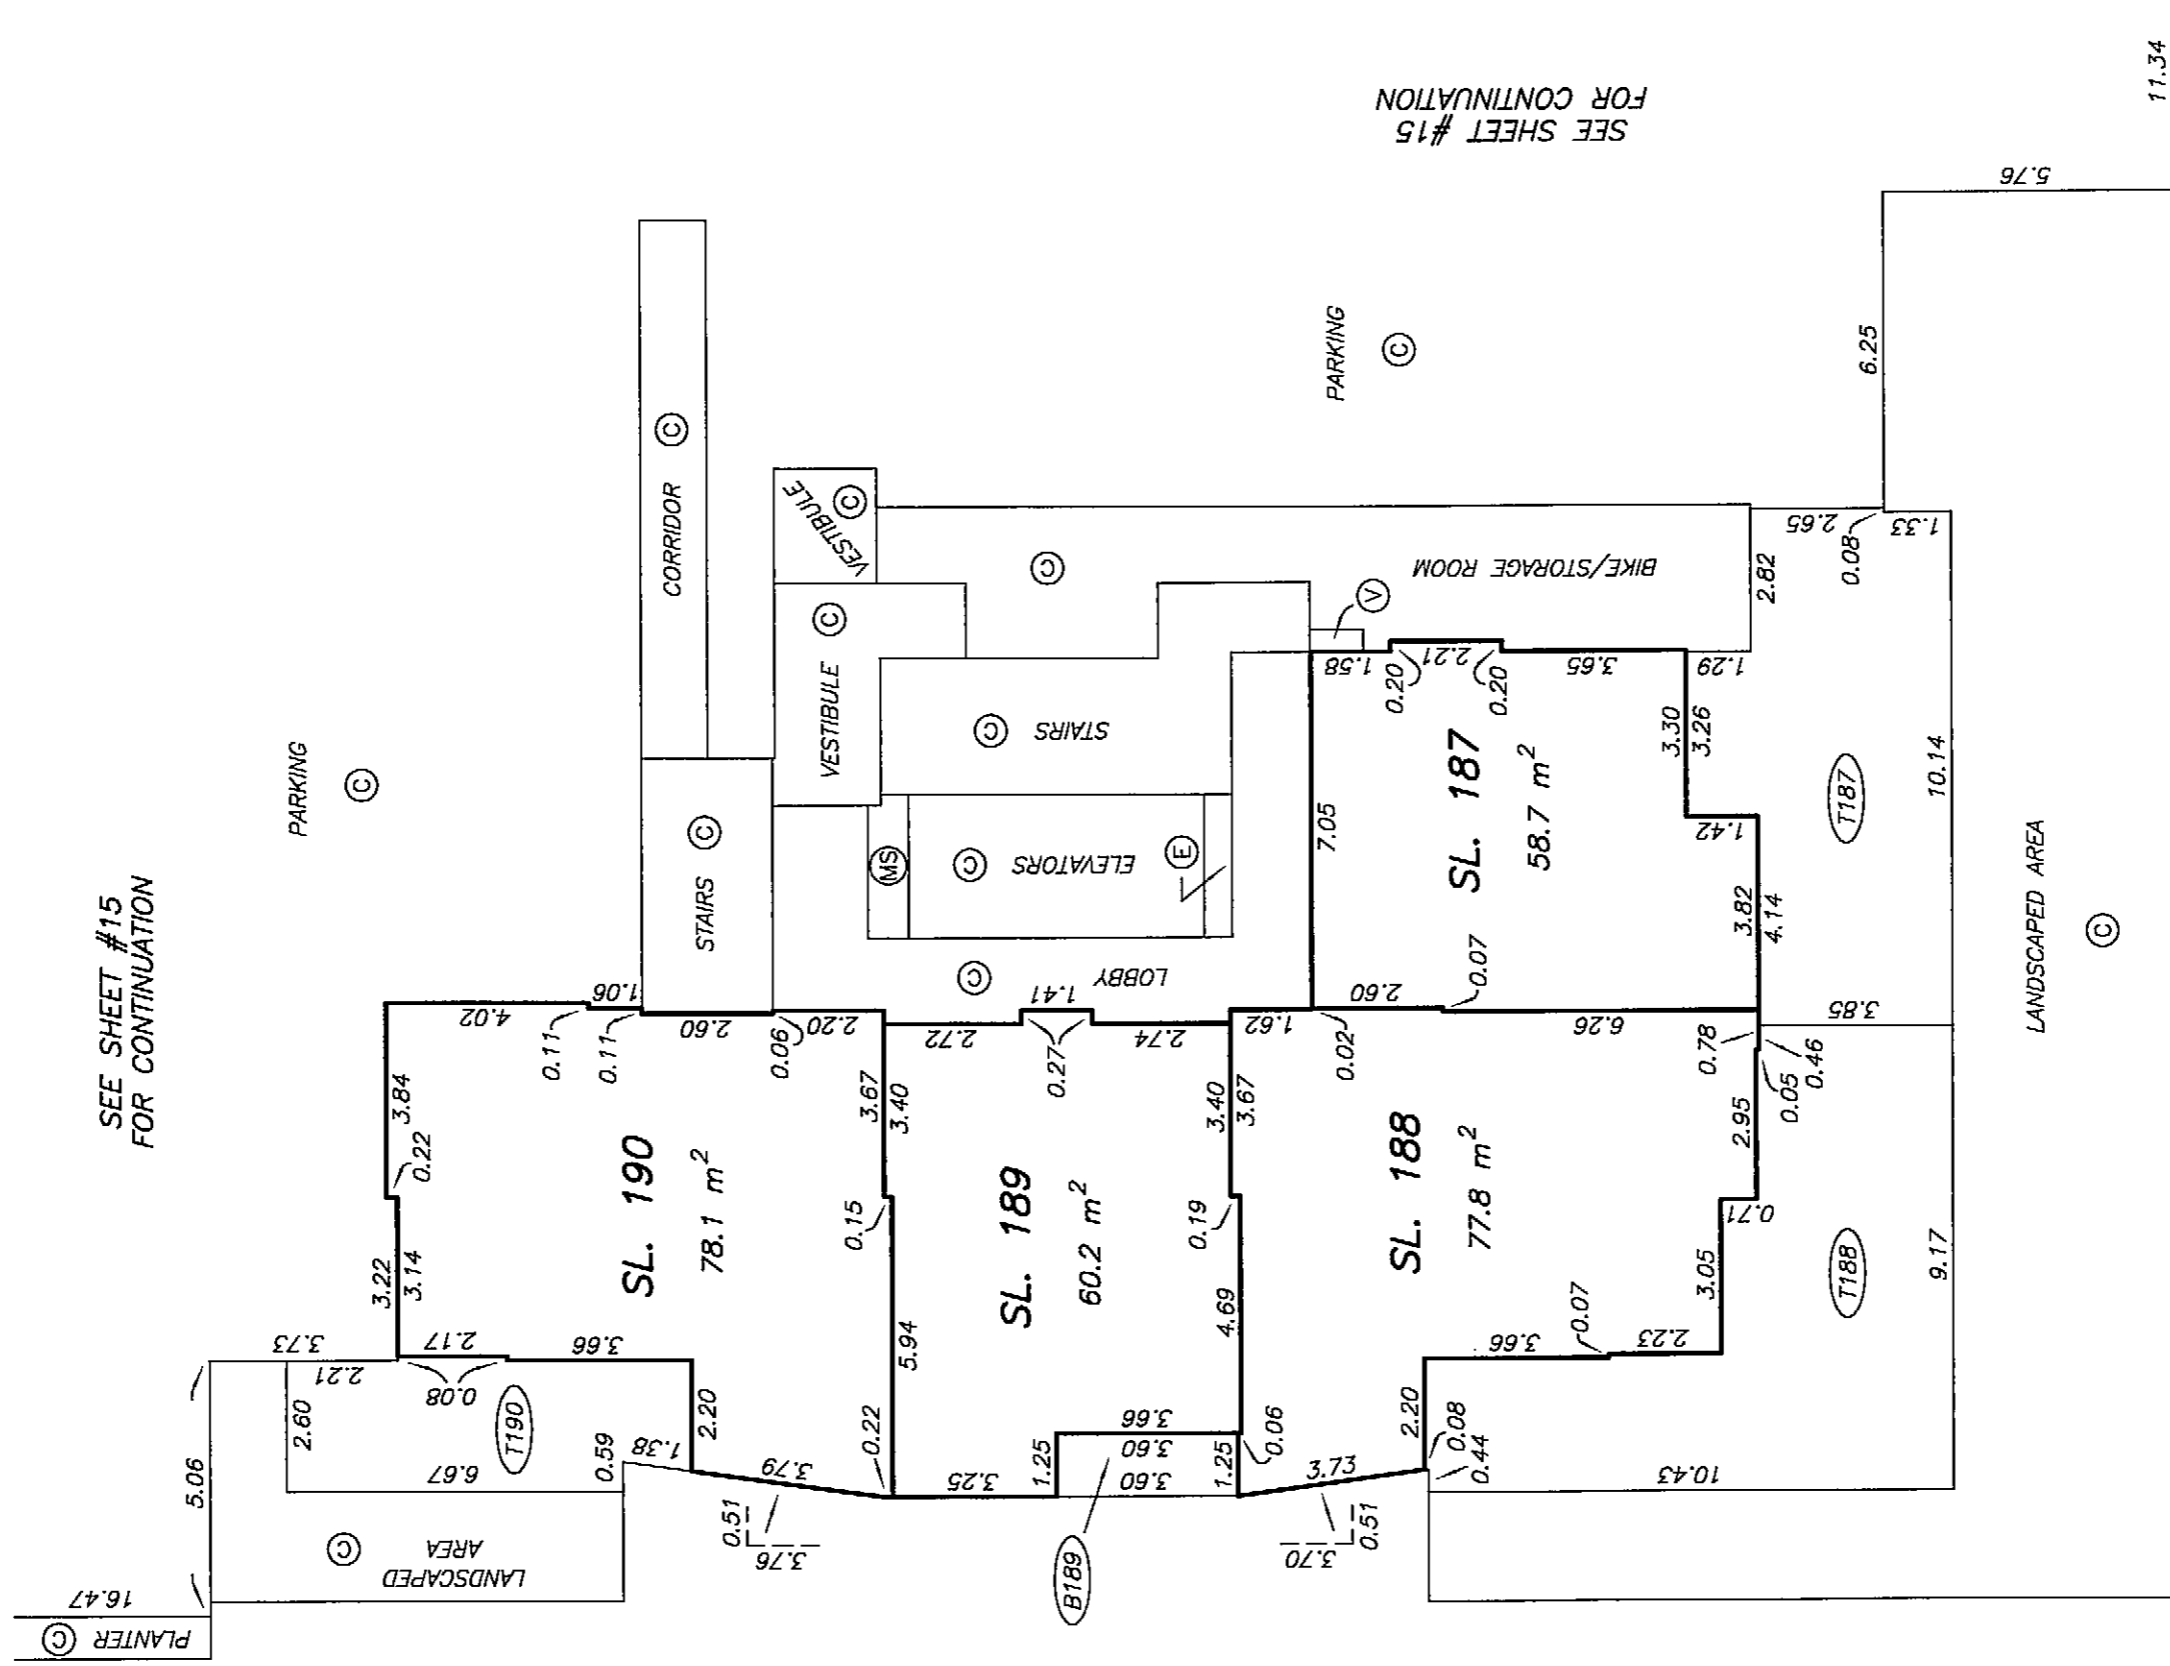 SEE SHEET #15
FOR CONTINUATION
SEE SHEET #15
FOR CONTINUATION
11.34
5.76
PARKING
C
PARKING
C
CORRIDOR C
VESTIBULE
C
VESTIBULE C
STAIRS C
C
BIKE/STORAGE ROOM
V
C STAIRS
MS
C ELEVATORS
E
C LOBBY
6.25
2.65
0.08
1.33
2.82
1.29
10.14
T187
3.85
LANDSCAPED AREA
C
SL. 187
58.7 m2
7.05
1.58
0.20
2.21
0.20
3.65
3.30
3.26
1.42
3.82
4.14
2.60
0.07
6.26
0.02
1.62
SL. 188
77.8 m2
0.78
0.46
0.05
2.95
0.71
3.05
2.23
0.07
3.66
2.20
0.08
0.44
3.73
3.70
0.51
10.43
9.17
T188
3.40
3.67
0.19
4.69
0.06
1.25
SL. 189
60.2 m2
2.72
1.41
0.27
2.74
3.67
3.40
0.15
5.94
0.22
3.25
1.25
3.66
3.60
3.60
B189
SL. 190
78.1 m2
4.02
0.11
1.06
0.11
2.60
0.06
2.20
3.84
0.22
3.22
3.14
2.17
0.08
3.66
2.20
3.79
3.76
0.51
1.38
0.59
T190
6.67
2.60
2.21
3.73
5.06
LANDSCAPED
AREA
C
16.47
PLANTER C